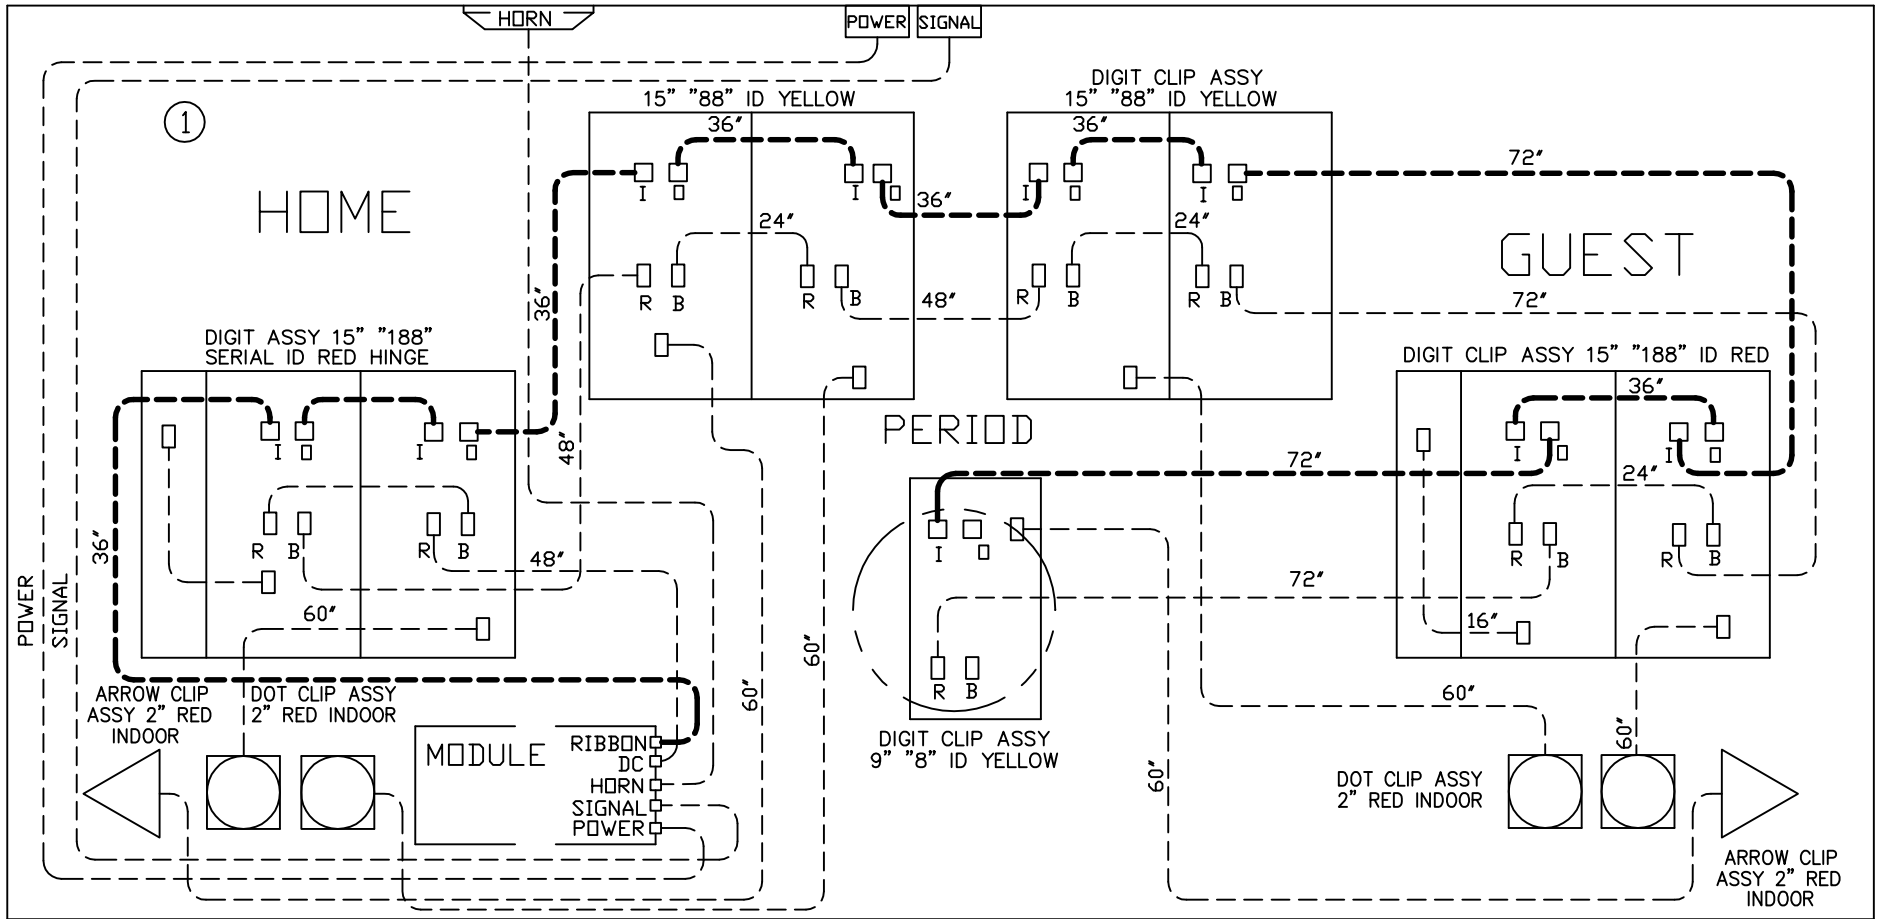 HORN
POWER
SIGNAL
1
15" "88" ID YELLOW
DIGIT CLIP ASSY
15" "88" ID YELLOW
36"
36"
72"
I
O
I
O
I
O
I
O
36"
HOME
24"
24"
GUEST
R
B
R
B
R
B
R
B
36"
48"
72"
DIGIT ASSY 15" "188"
SERIAL ID RED HINGE
DIGIT CLIP ASSY 15" "188" ID RED
36"
PERIOD
I
O
I
O
48"
72"
I
O
I
O
24"
36"
R
B
R
B
48"
I
O
R
B
R
B
72"
POWER
SIGNAL
60"
16"
60"
R
B
60"
60"
60"
ARROW CLIP
ASSY 2" RED
INDOOR
DOT CLIP ASSY
2" RED INDOOR
MODULE
RIBBON
DC
HORN
SIGNAL
POWER
DIGIT CLIP ASSY
9" "8" ID YELLOW
60"
DOT CLIP ASSY
2" RED INDOOR
ARROW CLIP
ASSY 2" RED
INDOOR